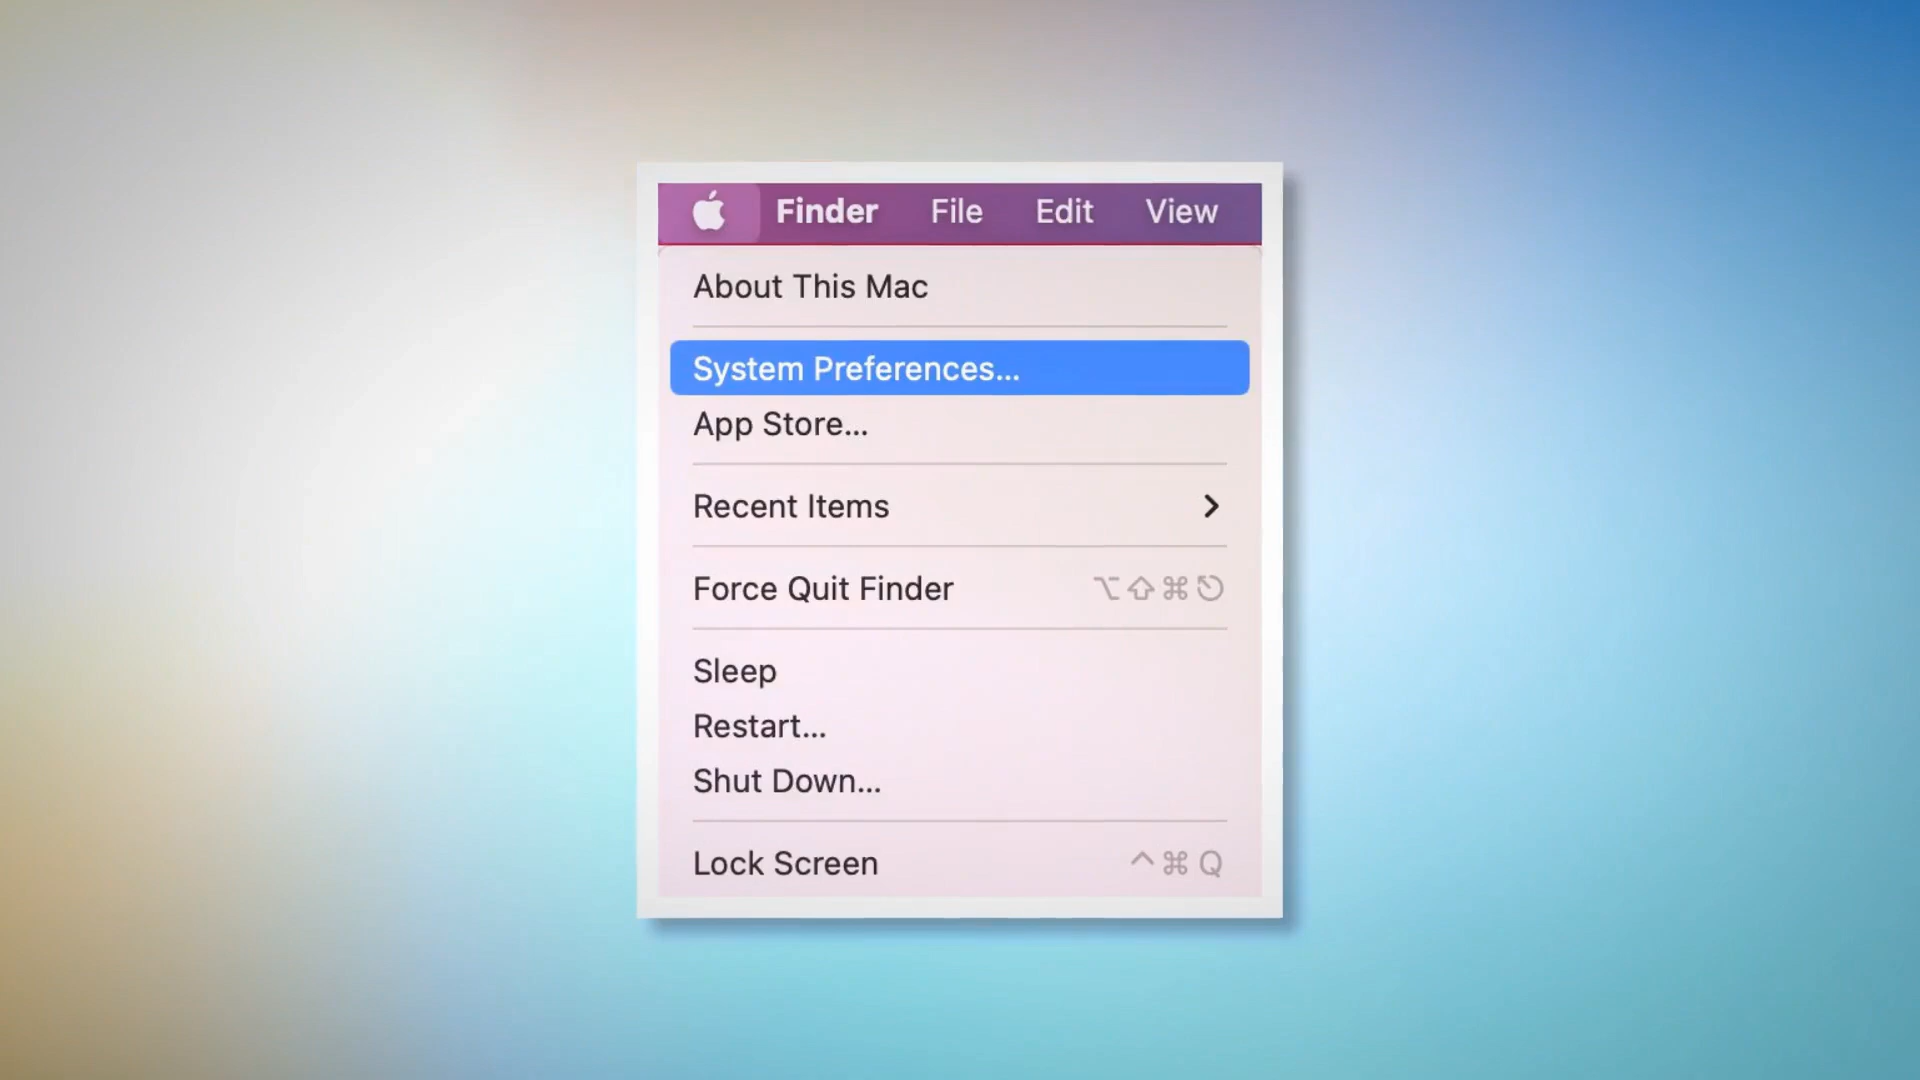 Finder File Edit View
About This Mac
System Preferences...
App Store...
Recent Items
Force Quit Finder ⌥⇧⌘⎋
Sleep
Restart...
Shut Down...
Lock Screen ^⌘Q